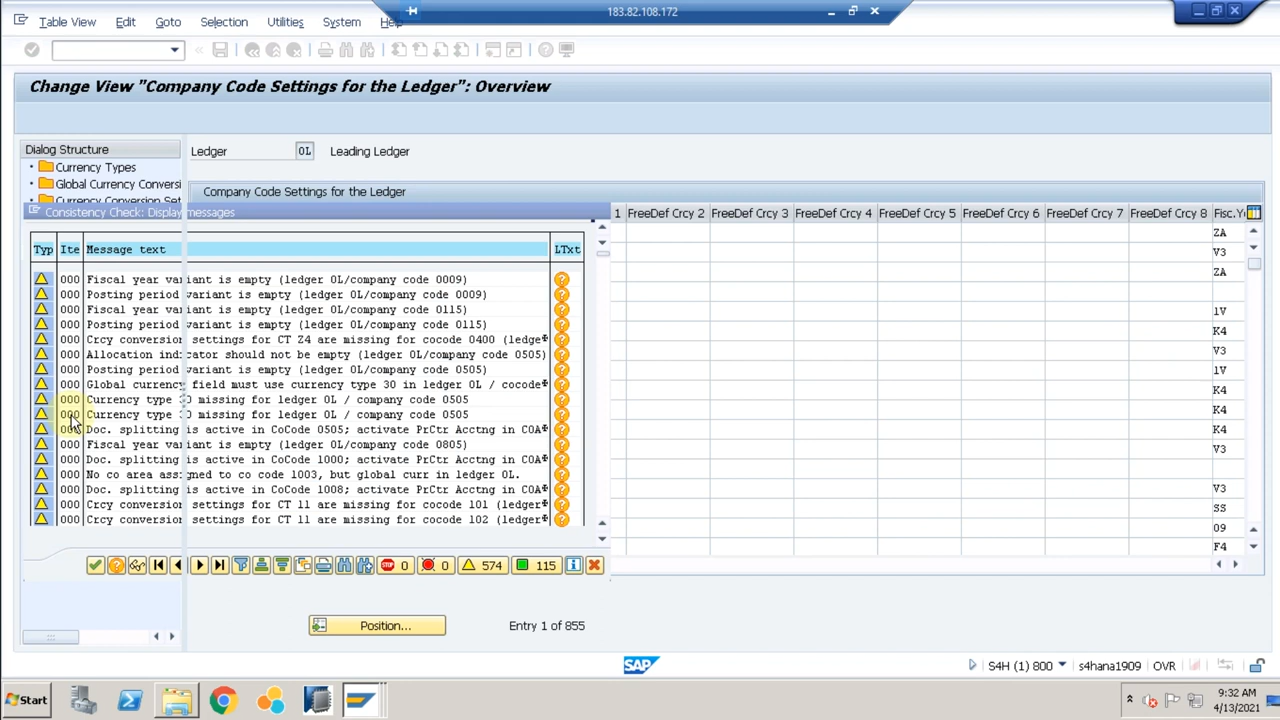 183.82.108.172
Table View Edit Goto Selection Utilities System Help
Change View "Company Code Settings for the Ledger": Overview
Dialog Structure
Currency Types
Global Currency Conversi
Currency Conversion Set
Ledger 0L Leading Ledger
Company Code Settings for the Ledger
Consistency Check: Display messages
1 FreeDef Crcy 2 FreeDef Crcy 3 FreeDef Crcy 4 FreeDef Crcy 5 FreeDef Crcy 6 FreeDef Crcy 7 FreeDef Crcy 8 Fisc.Y
ZA
V3
ZA
1V
K4
V3
1V
K4
K4
K4
V3
V3
SS
09
F4
Typ Ite Message text LTxt
000 Fiscal year variant is empty (ledger 0L/company code 0009)
000 Posting period variant is empty (ledger 0L/company code 0009)
000 Fiscal year variant is empty (ledger 0L/company code 0115)
000 Posting period variant is empty (ledger 0L/company code 0115)
000 Crcy conversion settings for CT Z4 are missing for cocode 0400 (ledge
000 Allocation indicator should not be empty (ledger 0L/company code 0505)
000 Posting period variant is empty (ledger 0L/company code 0505)
000 Global currency field must use currency type 30 in ledger 0L / cocode
000 Currency type 30 missing for ledger 0L / company code 0505
000 Currency type 30 missing for ledger 0L / company code 0505
000 Doc. splitting is active in CoCode 0505; activate PrCtr Acctng in COA
000 Fiscal year variant is empty (ledger 0L/company code 0805)
000 Doc. splitting is active in CoCode 1000; activate PrCtr Acctng in COA
000 No co area assigned to co code 1003, but global curr in ledger 0L.
000 Doc. splitting is active in CoCode 1008; activate PrCtr Acctng in COA
000 Crcy conversion settings for CT 11 are missing for cocode 101 (ledger
000 Crcy conversion settings for CT 11 are missing for cocode 102 (ledger
STOP 0 0 574 115
Position... Entry 1 of 855
SAP S4H (1) 800 s4hana1909 OVR
Start
9:32 AM
4/13/2021